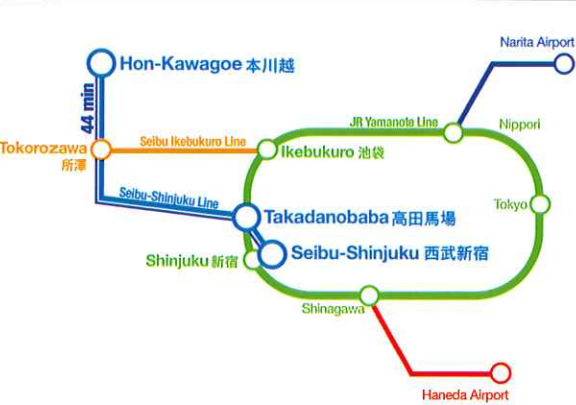 Narita Airport
Hon-Kawagoe 本川越
44 min
JR Yamanote Line
Nippori
Tokorozawa
所澤
Seibu Ikebukuro Line
Ikebukuro 池袋
Seibu-Shinjuku Line
Tokyo
Takadanobaba 高田馬場
Seibu-Shinjuku 西武新宿
Shinjuku 新宿
Shinagawa
Haneda Airport